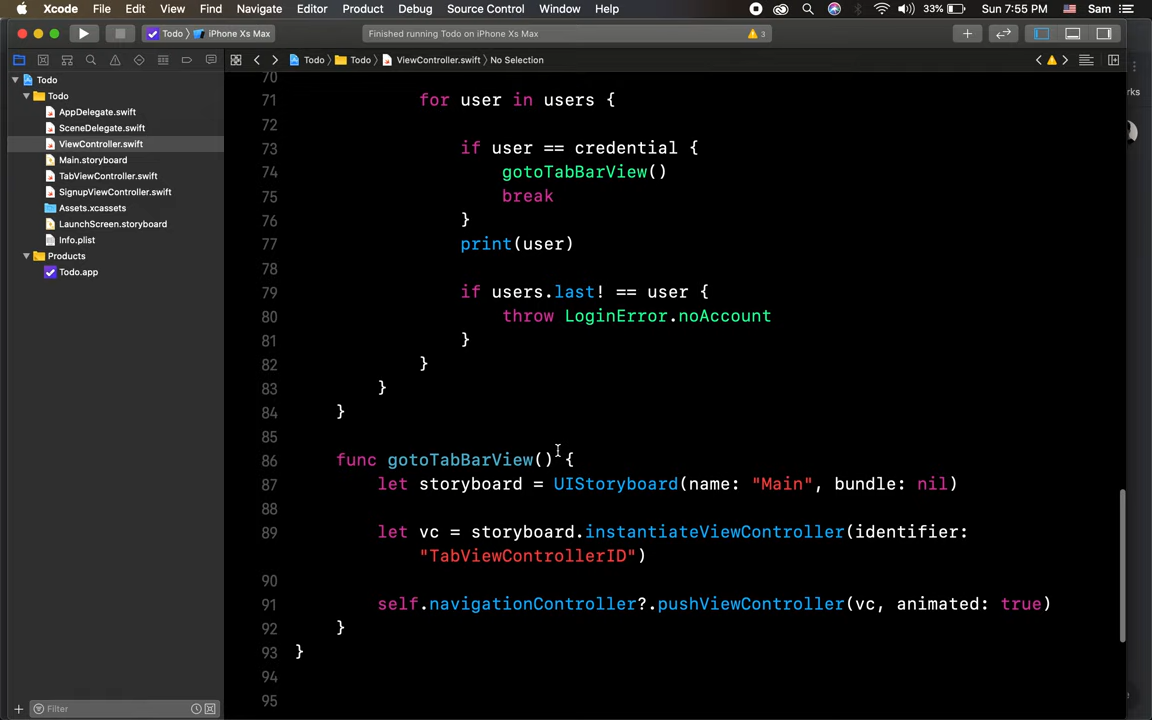 Xcode File Edit View Find Navigate Editor Product Debug Source Control Window Help 33% Sun 7:55 PM Sam
Todo iPhone Xs Max Finished running Todo on iPhone Xs Max 3
Todo Todo ViewController.swift No Selection
Todo
Todo
AppDelegate.swift
SceneDelegate.swift
ViewController.swift
Main.storyboard
TabViewController.swift
SignupViewController.swift
Assets.xcassets
LaunchScreen.storyboard
Info.plist
Products
Todo.app
Filter
70
71 for user in users {
72
73 if user == credential {
74 gotoTabBarView()
75 break
76 }
77 print(user)
78
79 if users.last! == user {
80 throw LoginError.noAccount
81 }
82 }
83 }
84 }
85
86 func gotoTabBarView() {
87 let storyboard = UIStoryboard(name: "Main", bundle: nil)
88
89 let vc = storyboard.instantiateViewController(identifier:
"TabViewControllerID")
90
91 self.navigationController?.pushViewController(vc, animated: true)
92 }
93 }
94
95
rks